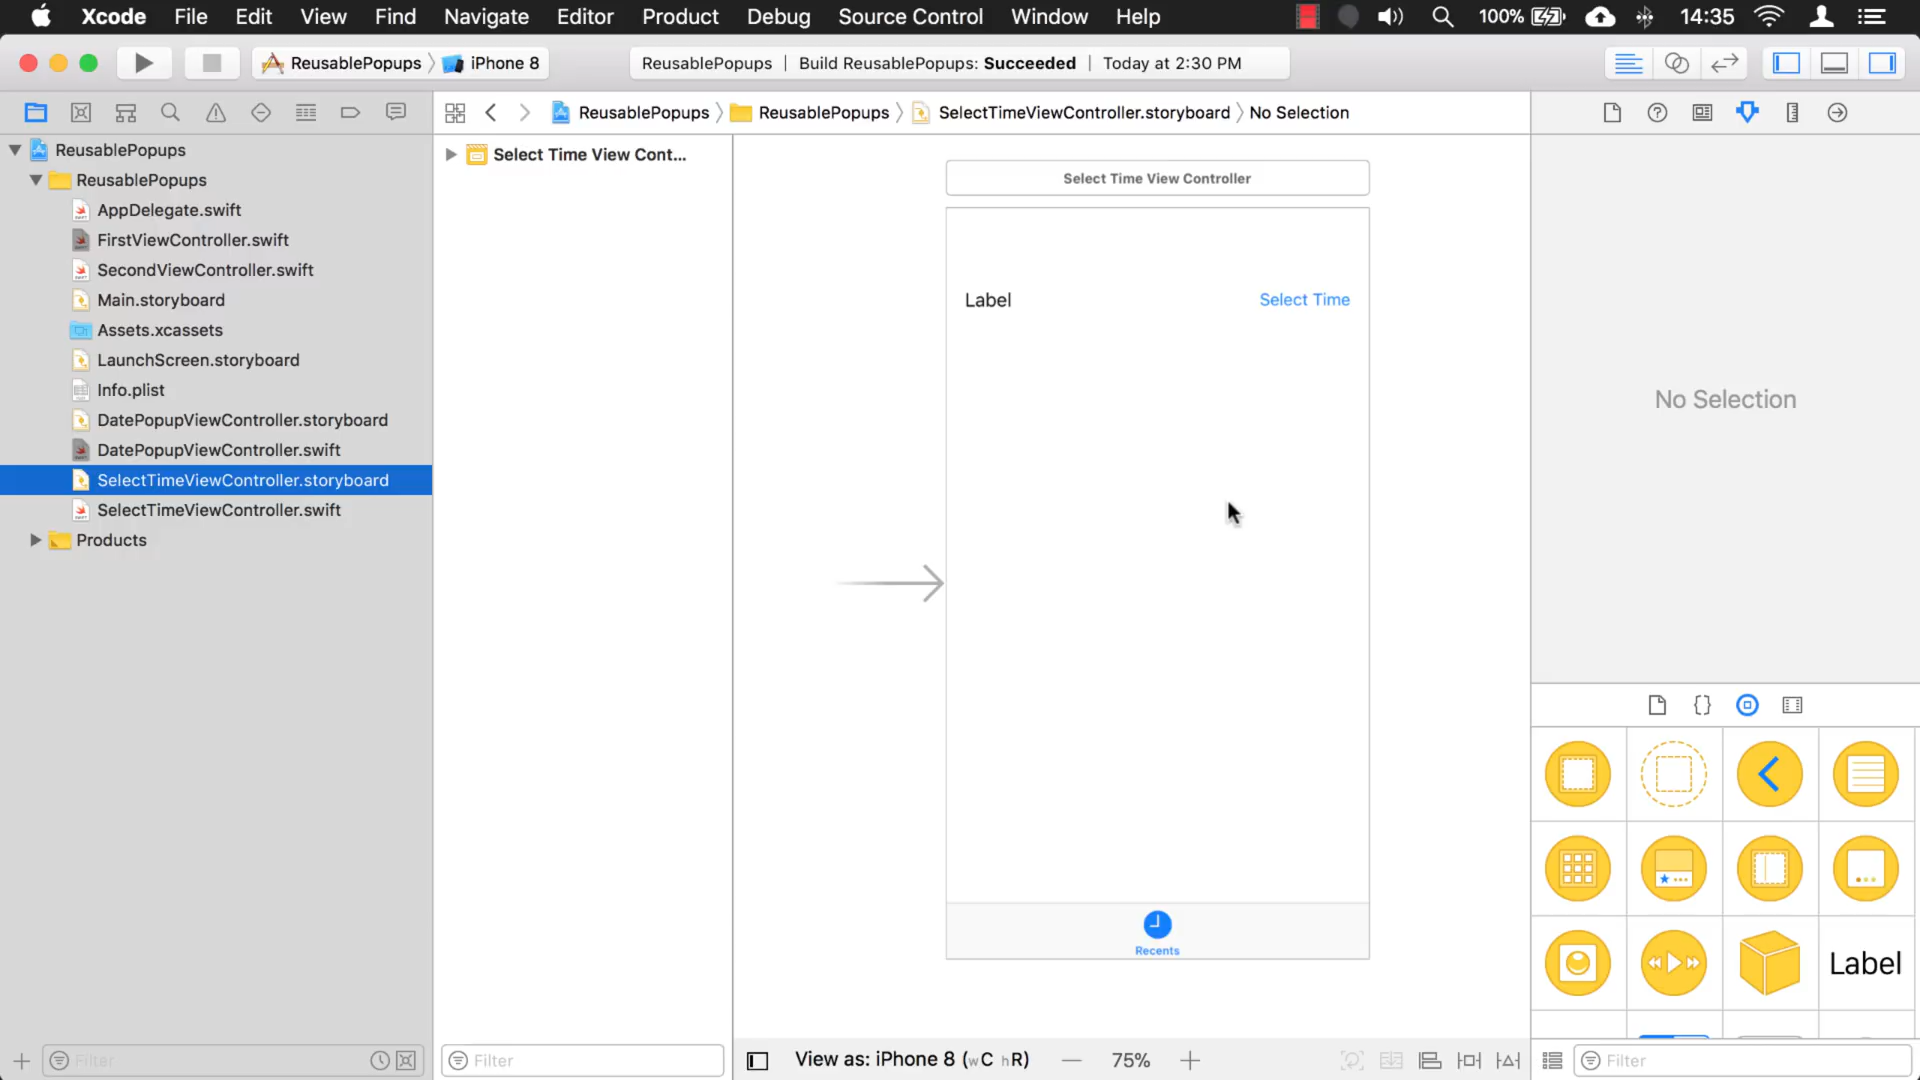 Xcode File Edit View Find Navigate Editor Product Debug Source Control Window Help 100% 14:35
ReusablePopups iPhone 8 ReusablePopups | Build ReusablePopups: Succeeded | Today at 2:30 PM
ReusablePopups ReusablePopups SelectTimeViewController.storyboard No Selection
ReusablePopups
ReusablePopups
AppDelegate.swift
FirstViewController.swift
SecondViewController.swift
Main.storyboard
Assets.xcassets
LaunchScreen.storyboard
Info.plist
DatePopupViewController.storyboard
DatePopupViewController.swift
SelectTimeViewController.storyboard
SelectTimeViewController.swift
Products
Select Time View Cont...
Select Time View Controller
Label Select Time
Recents
No Selection
Label
Filter
Filter
View as: iPhone 8 (wC hR) — 75% +
Filter